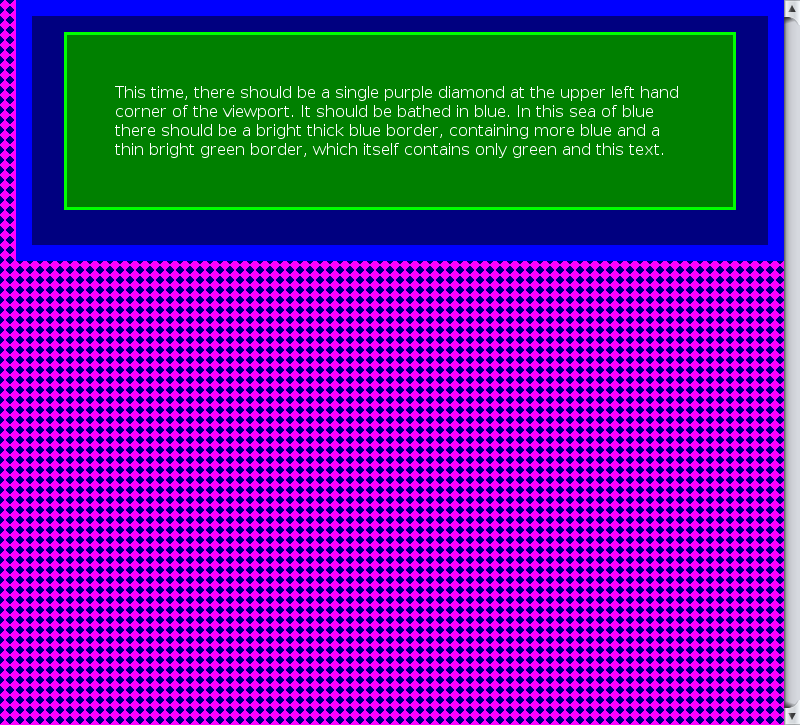 This time, there should be a single purple diamond at the upper left hand
corner of the viewport. It should be bathed in blue. In this sea of blue
there should be a bright thick blue border, containing more blue and a
thin bright green border, which itself contains only green and this text.